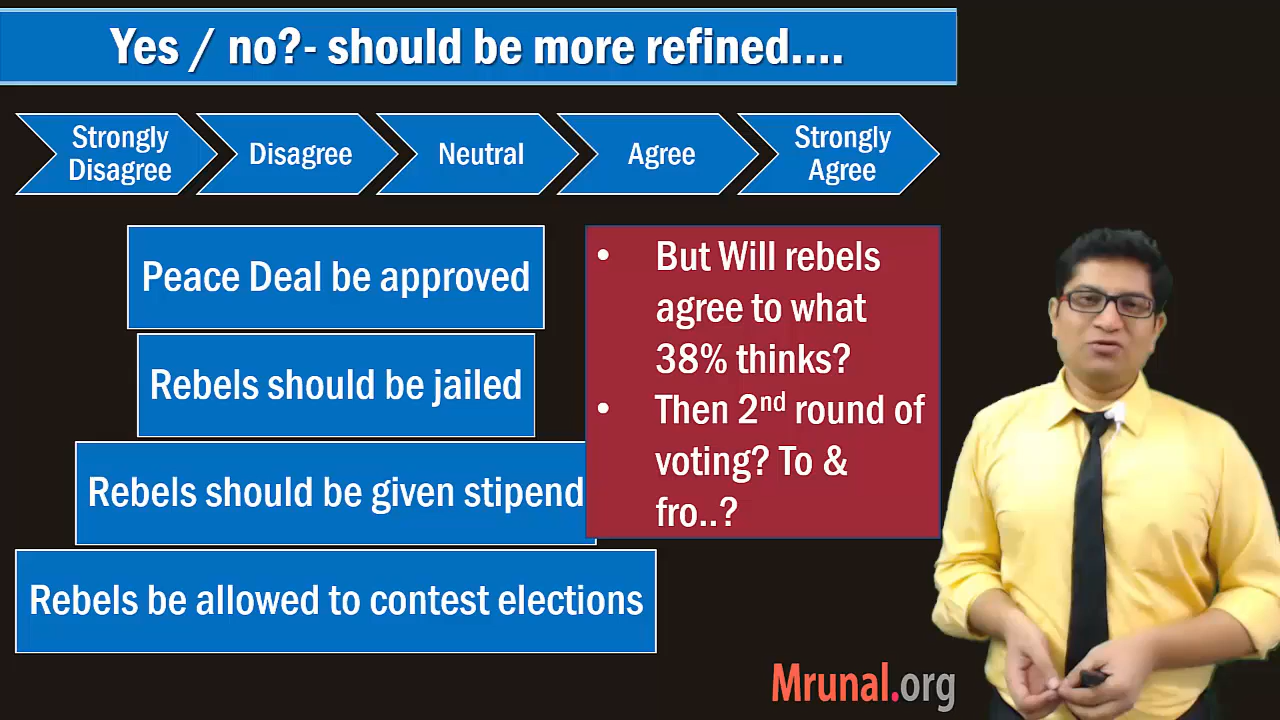 Yes / no?- should be more refined....
Strongly
Disagree
Disagree
Neutral
Agree
Strongly
Agree
Peace Deal be approved
Rebels should be jailed
Rebels should be given stipend
Rebels be allowed to contest elections
• But Will rebels
agree to what
38% thinks?
• Then 2nd round of
voting? To &
fro..?
Mrunal.org